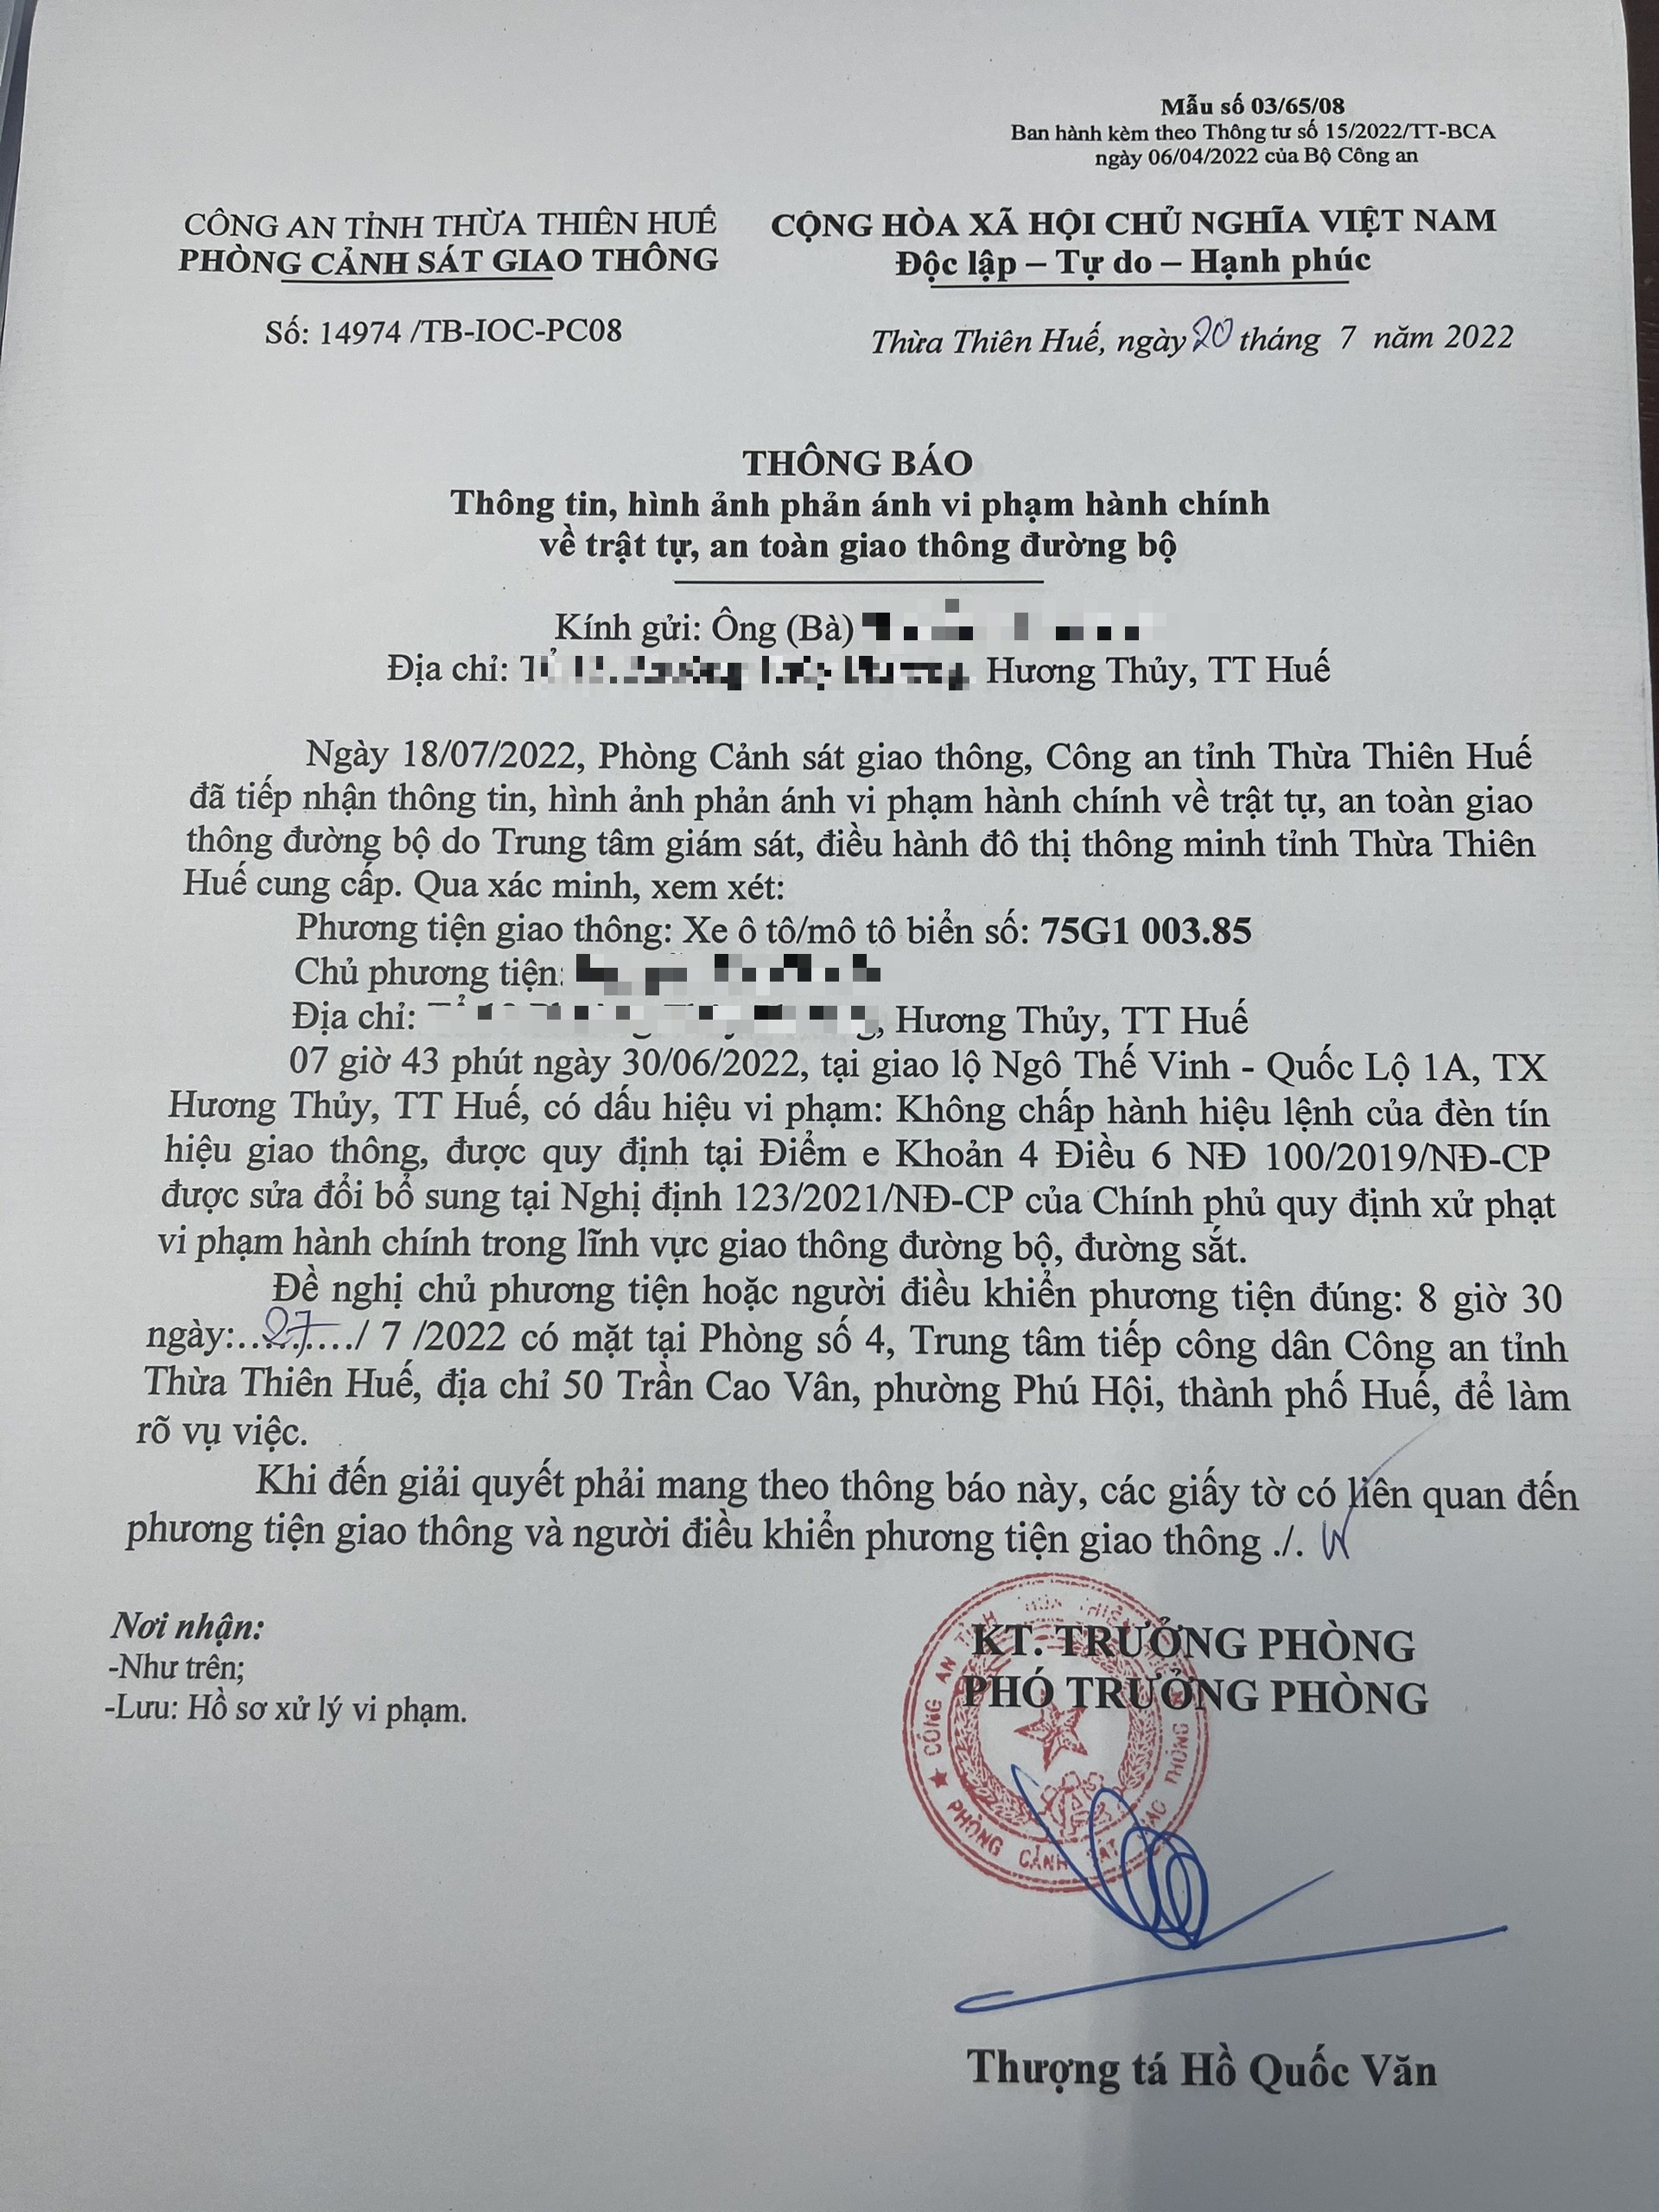 Mẫu số 03/65/08
Ban hành kèm theo Thông tư số 15/2022/TT-BCA
ngày 06/04/2022 của Bộ Công an
CÔNG AN TỈNH THỪA THIÊN HUẾ
PHÒNG CẢNH SÁT GIAO THÔNG
CỘNG HÒA XÃ HỘI CHỦ NGHĨA VIỆT NAM
Độc lập – Tự do – Hạnh phúc
Số: 14974 /TB-IOC-PC08
Thừa Thiên Huế, ngày 20 tháng 7 năm 2022
THÔNG BÁO
Thông tin, hình ảnh phản ánh vi phạm hành chính
về trật tự, an toàn giao thông đường bộ
Kính gửi: Ông (Bà)
Địa chỉ: Hương Thủy, TT Huế
Ngày 18/07/2022, Phòng Cảnh sát giao thông, Công an tỉnh Thừa Thiên Huế
đã tiếp nhận thông tin, hình ảnh phản ánh vi phạm hành chính về trật tự, an toàn giao
thông đường bộ do Trung tâm giám sát, điều hành đô thị thông minh tỉnh Thừa Thiên
Huế cung cấp. Qua xác minh, xem xét:
Phương tiện giao thông: Xe ô tô/mô tô biển số: 75G1 003.85
Chủ phương tiện:
Địa chỉ: , Hương Thủy, TT Huế
07 giờ 43 phút ngày 30/06/2022, tại giao lộ Ngô Thế Vinh - Quốc Lộ 1A, TX
Hương Thủy, TT Huế, có dấu hiệu vi phạm: Không chấp hành hiệu lệnh của đèn tín
hiệu giao thông, được quy định tại Điểm e Khoản 4 Điều 6 NĐ 100/2019/NĐ-CP
được sửa đổi bổ sung tại Nghị định 123/2021/NĐ-CP của Chính phủ quy định xử phạt
vi phạm hành chính trong lĩnh vực giao thông đường bộ, đường sắt.
Đề nghị chủ phương tiện hoặc người điều khiển phương tiện đúng: 8 giờ 30
ngày:...27..../ 7 /2022 có mặt tại Phòng số 4, Trung tâm tiếp công dân Công an tỉnh
Thừa Thiên Huế, địa chỉ 50 Trần Cao Vân, phường Phú Hội, thành phố Huế, để làm
rõ vụ việc.
Khi đến giải quyết phải mang theo thông báo này, các giấy tờ có liên quan đến
phương tiện giao thông và người điều khiển phương tiện giao thông ./.
Nơi nhận:
-Như trên;
-Lưu: Hồ sơ xử lý vi phạm.
KT. TRƯỞNG PHÒNG
PHÓ TRƯỞNG PHÒNG
CÔNG AN TỈNH THỪA THIÊN
PHÒNG CẢNH SÁT GIAO THÔNG
Thượng tá Hồ Quốc Văn